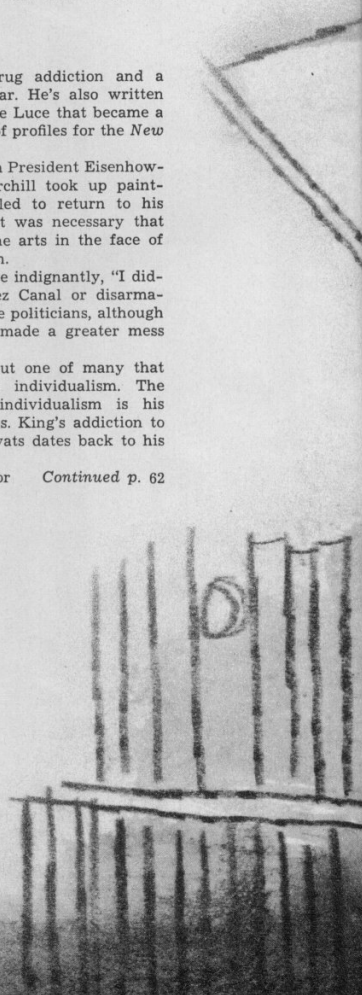 rug addiction and a
ar. He's also written
e Luce that became a
f profiles for the New
President Eisenhow-
rchill took up paint-
led to return to his
t was necessary that
e arts in the face of
e indignantly, “I did-
ez Canal or disarma-
e politicians, although
made a greater mess
ut one of many that
individualism. The
individualism is his
s. King's addiction to
vats dates back to his
or Continued p. 62